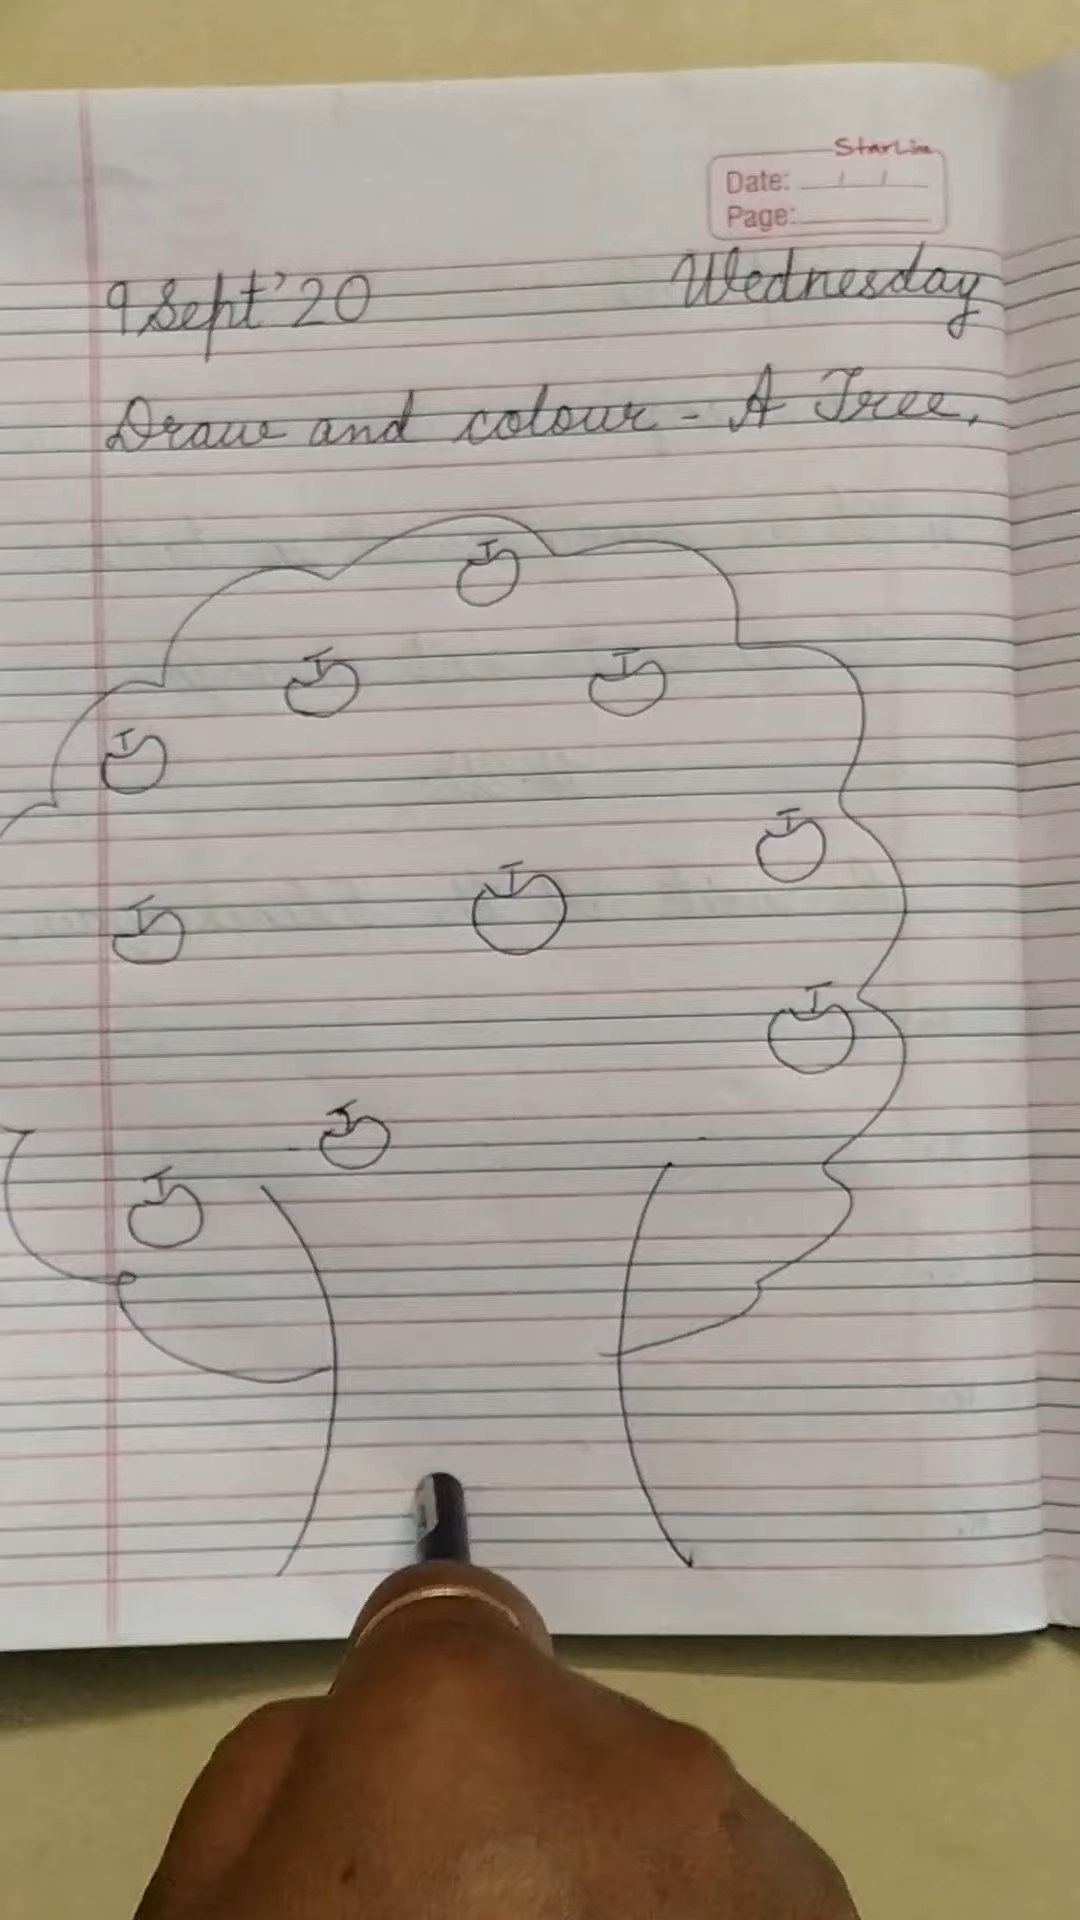 StarLine
Date:
Page:
9 Sept'20 Wednesday
Draw and colour - A Tree.